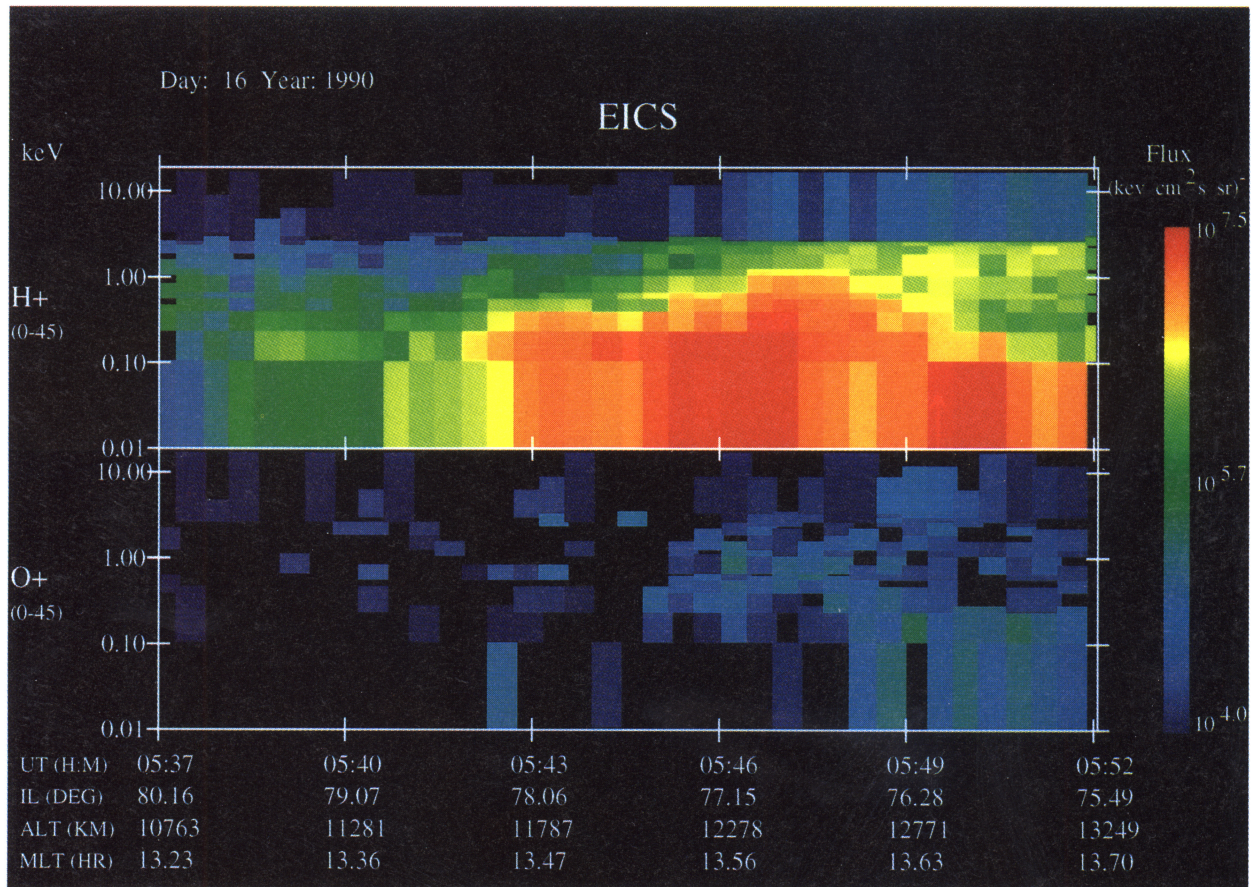 Day: 16 Year: 1990
EICS
keV
Flux
(kev cm²s sr)⁻
10.00
1.00
0.10
0.01
H+
(0-45)
10.00
1.00
0.10
0.01
O+
(0-45)
10 7.5
10 5.7
10 4.0
UT (H:M) 05:37 05:40 05:43 05:46 05:49 05:52
IL (DEG) 80.16 79.07 78.06 77.15 76.28 75.49
ALT (KM) 10763 11281 11787 12278 12771 13249
MLT (HR) 13.23 13.36 13.47 13.56 13.63 13.70